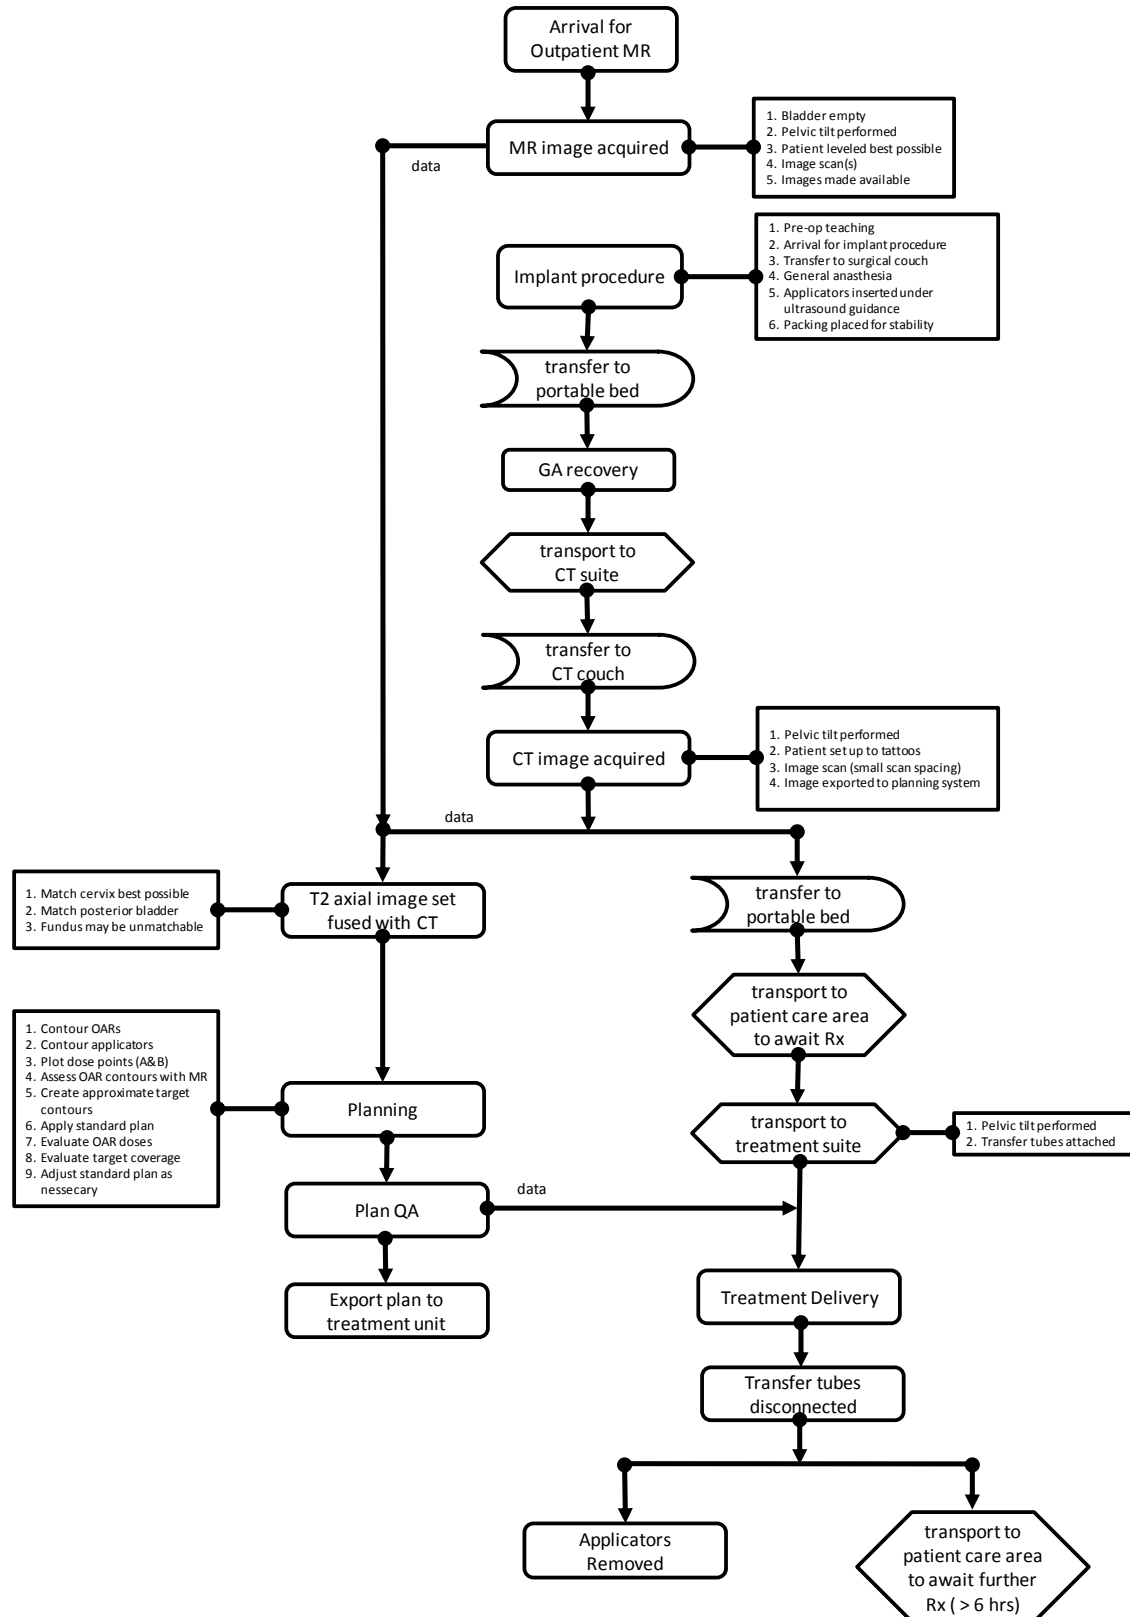 Arrival for
Outpatient MR
MR image acquired
data
1. Bladder empty
2. Pelvic tilt performed
3. Patient leveled best possible
4. Image scan(s)
5. Images made available
Implant procedure
1. Pre-op teaching
2. Arrival for implant procedure
3. Transfer to surgical couch
4. General anasthesia
5. Applicators inserted under
ultrasound guidance
6. Packing placed for stability
transfer to
portable bed
GA recovery
transport to
CT suite
transfer to
CT couch
CT image acquired
1. Pelvic tilt performed
2. Patient set up to tattoos
3. Image scan (small scan spacing)
4. Image exported to planning system
data
1. Match cervix best possible
2. Match posterior bladder
3. Fundus may be unmatchable
T2 axial image set
fused with CT
transfer to
portable bed
transport to
patient care area
to await Rx
1. Contour OARs
2. Contour applicators
3. Plot dose points (A&B)
4. Assess OAR contours with MR
5. Create approximate target
contours
6. Apply standard plan
7. Evaluate OAR doses
8. Evaluate target coverage
9. Adjust standard plan as
nessecary
Planning
transport to
treatment suite
1. Pelvic tilt performed
2. Transfer tubes attached
Plan QA
data
Export plan to
treatment unit
Treatment Delivery
Transfer tubes
disconnected
Applicators
Removed
transport to
patient care area
to await further
Rx ( > 6 hrs)